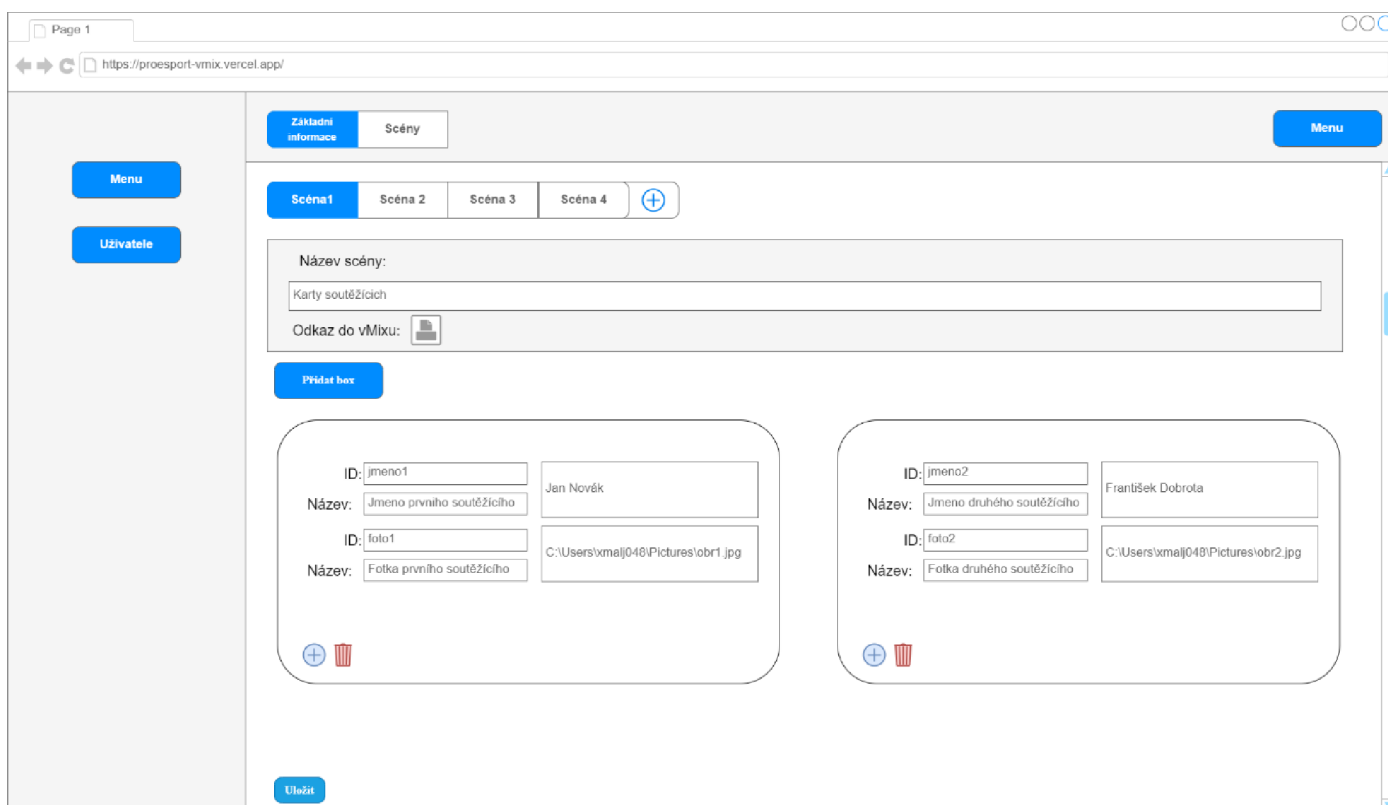 Page 1
https://proesport-vmix.vercel.app/
Základní
informace
Scény
Menu
Menu
Uživatele
Scéna1
Scéna 2
Scéna 3
Scéna 4
Název scény:
Karty soutěžících
Odkaz do vMixu:
Přidat box
ID:
jmeno1
Název:
Jmeno prvního soutěžícího
Jan Novák
ID:
foto1
Název:
Fotka prvního soutěžícího
C:\Users\xmalj048\Pictures\obr1.jpg
ID:
jmeno2
Název:
Jmeno druhého soutěžícího
František Dobrota
ID:
foto2
Název:
Fotka druhého soutěžícího
C:\Users\xmalj048\Pictures\obr2.jpg
Uložit